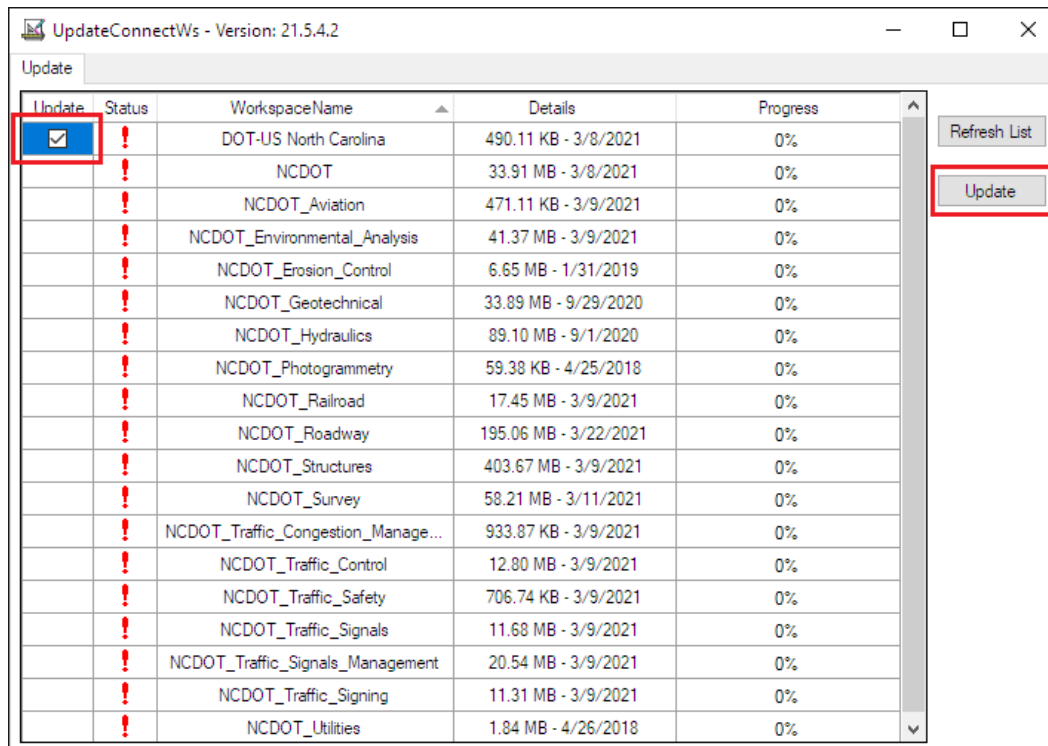 UpdateConnectWs - Version: 21.5.4.2
Update
Update Status WorkspaceName Details Progress
DOT-US North Carolina 490.11 KB - 3/8/2021 0% Refresh List
NCDOT 33.91 MB - 3/8/2021 0%
NCDOT_Aviation 471.11 KB - 3/9/2021 0% Update
NCDOT_Environmental_Analysis 41.37 MB - 3/9/2021 0%
NCDOT_Erosion_Control 6.65 MB - 1/31/2019 0%
NCDOT_Geotechnical 33.89 MB - 9/29/2020 0%
NCDOT_Hydraulics 89.10 MB - 9/1/2020 0%
NCDOT_Photogrammetry 59.38 KB - 4/25/2018 0%
NCDOT_Railroad 17.45 MB - 3/9/2021 0%
NCDOT_Roadway 195.06 MB - 3/22/2021 0%
NCDOT_Structures 403.67 MB - 3/9/2021 0%
NCDOT_Survey 58.21 MB - 3/11/2021 0%
NCDOT_Traffic_Congestion_Manage... 933.87 KB - 3/9/2021 0%
NCDOT_Traffic_Control 12.80 MB - 3/9/2021 0%
NCDOT_Traffic_Safety 706.74 KB - 3/9/2021 0%
NCDOT_Traffic_Signals 11.68 MB - 3/9/2021 0%
NCDOT_Traffic_Signals_Management 20.54 MB - 3/9/2021 0%
NCDOT_Traffic_Signing 11.31 MB - 3/9/2021 0%
NCDOT_Utilities 1.84 MB - 4/26/2018 0%